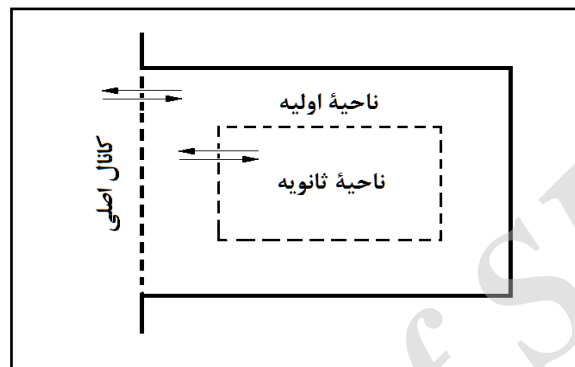 ناحیهٔ اولیه
ناحیهٔ ثانویه
کانال اصلی